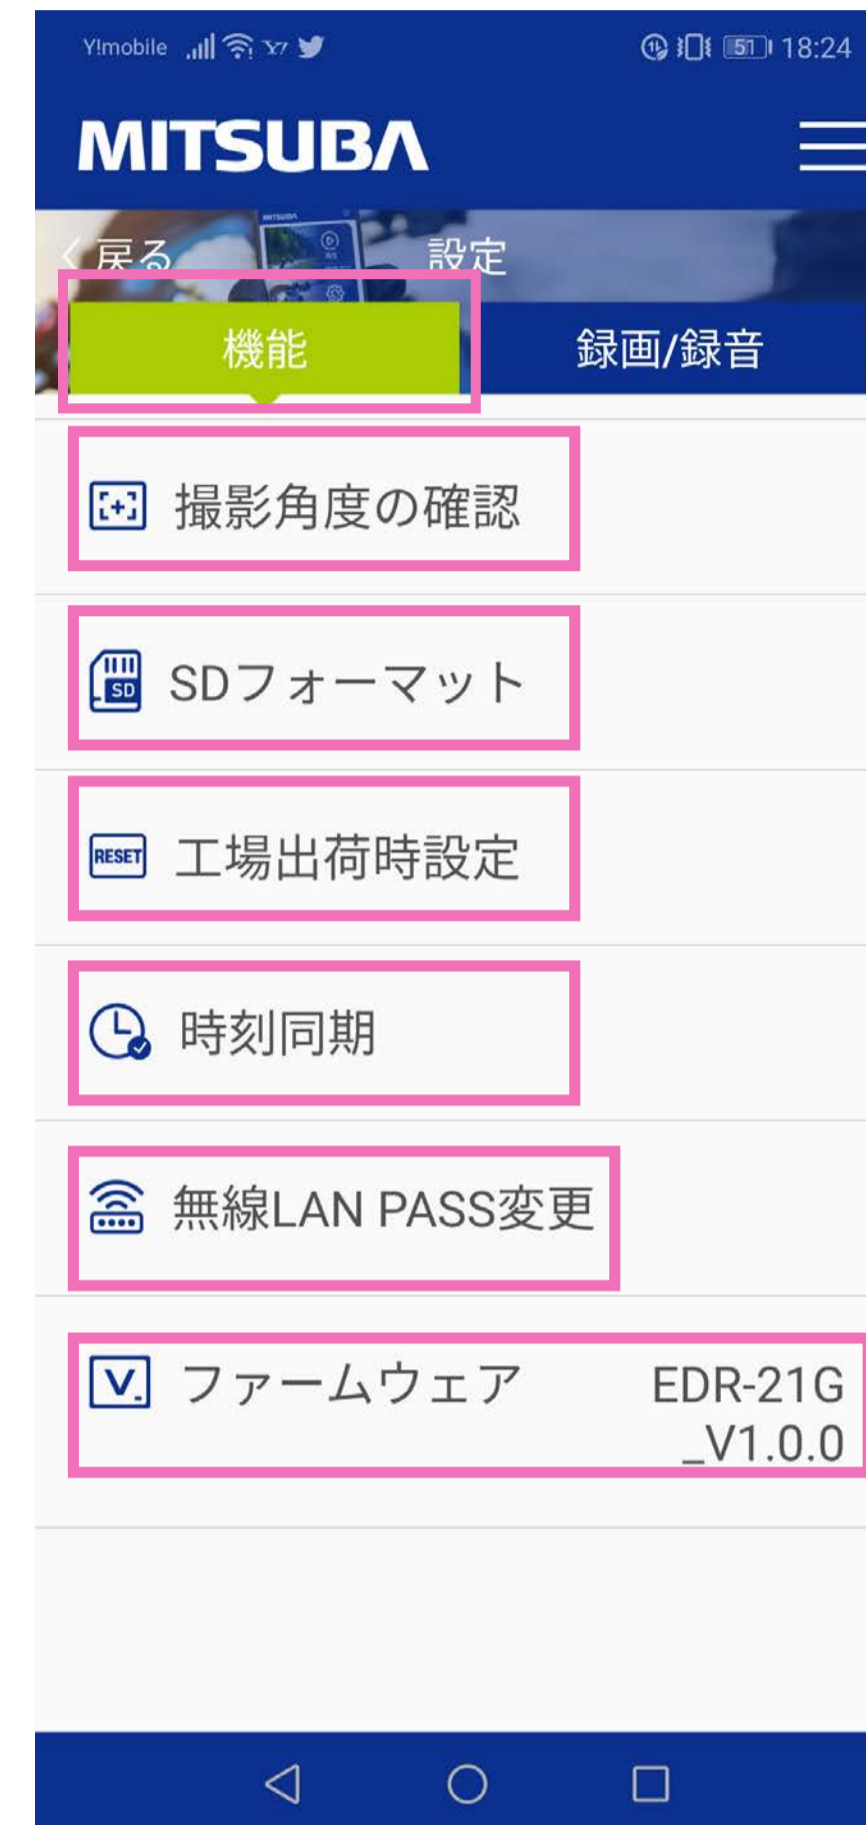 Y!mobile Y! 51 18:24
MITSUBA
MITSUBA
戻る 設定
機能 録画/録音
撮影角度の確認
SD
SDフォーマット
RESET 工場出荷時設定
時刻同期
無線LAN PASS変更
V. ファームウェア EDR-21G
_V1.0.0